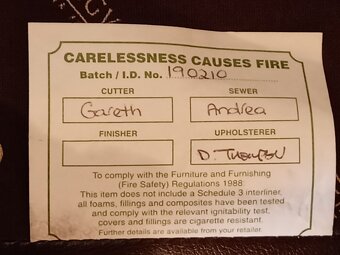 CARELESSNESS CAUSES FIRE
Batch / I.D. No. 190210
CUTTER SEWER
Gareth Andrea
FINISHER UPHOLSTERER
D.
To comply with the Furniture and Furnishing
(Fire Safety) Regulations 1988
This item does not include a Schedule 3 interliner,
all foams, fillings and composites have been tested
and comply with the relevant ignitability test,
covers and fillings are cigarette resistant.
Further details are available from your retailer.